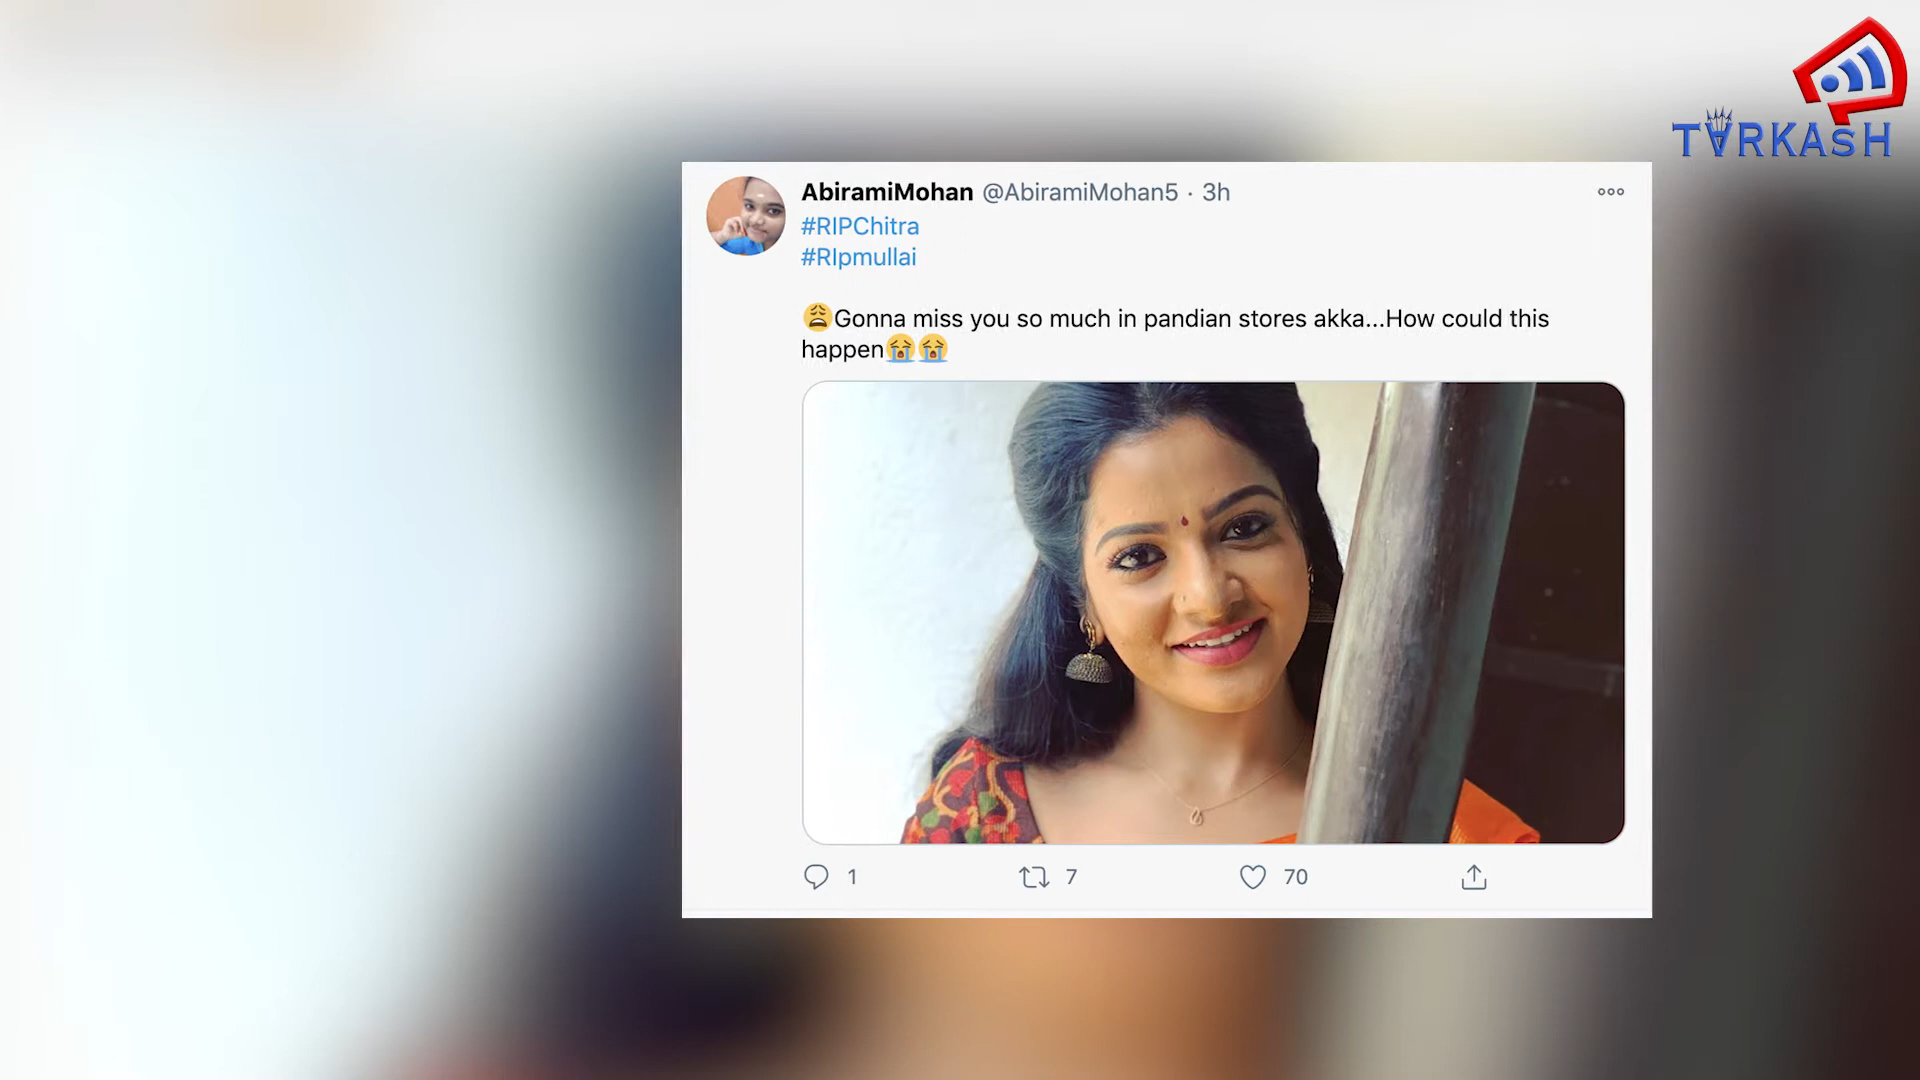 TARKASH
AbiramiMohan @AbiramiMohan5 · 3h
#RIPChitra
#RIpmullai
😩Gonna miss you so much in pandian stores akka...How could this
happen😭😭
1 7 70